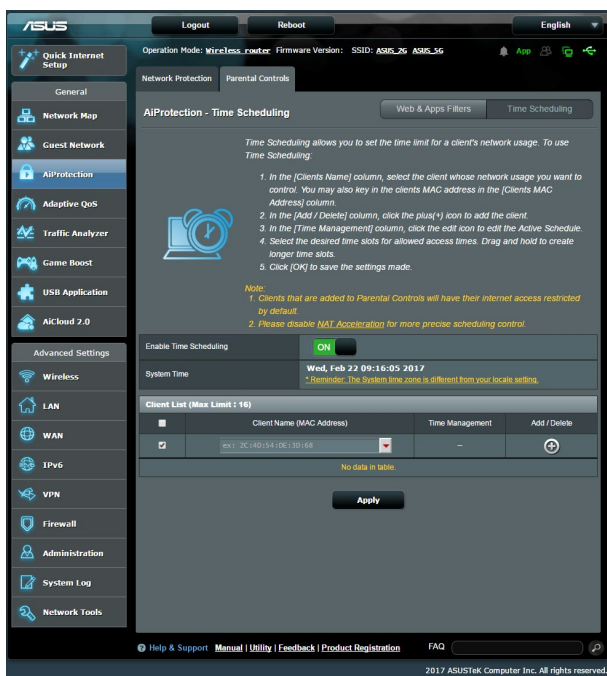 ASUS
Logout
Reboot
English
Quick Internet Setup
Operation Mode: Wireless router Firmware Version: SSID: ASUS_2G ASUS_5G
App
Network Protection
Parental Controls
General
Network Map
Guest Network
AiProtection
Adaptive QoS
Traffic Analyzer
Game Boost
USB Application
AiCloud 2.0
Advanced Settings
Wireless
LAN
WAN
IPv6
VPN
Firewall
Administration
System Log
Network Tools
AiProtection - Time Scheduling
Web & Apps Filters
Time Scheduling
Time Scheduling allows you to set the time limit for a client's network usage. To use
Time Scheduling:
1. In the [Clients Name] column, select the client whose network usage you want to
control. You may also key in the clients MAC address in the [Clients MAC
Address] column.
2. In the [Add / Delete] column, click the plus(+) icon to add the client.
3. In the [Time Management] column, click the edit icon to edit the Active Schedule.
4. Select the desired time slots for allowed access times. Drag and hold to create
longer time slots.
5. Click [OK] to save the settings made.
Note:
1. Clients that are added to Parental Controls will have their internet access restricted
by default.
2. Please disable NAT Acceleration for more precise scheduling control.
Enable Time Scheduling
ON
System Time
Wed, Feb 22 09:16:05 2017
* Reminder: The System time zone is different from your locale setting.
Client List (Max Limit : 16)
Client Name (MAC Address)
Time Management
Add / Delete
ex: 2C:4D:54:0E:3D:68
–
No data in table.
Apply
Help & Support Manual | Utility | Feedback | Product Registration
FAQ
2017 ASUSTeK Computer Inc. All rights reserved.